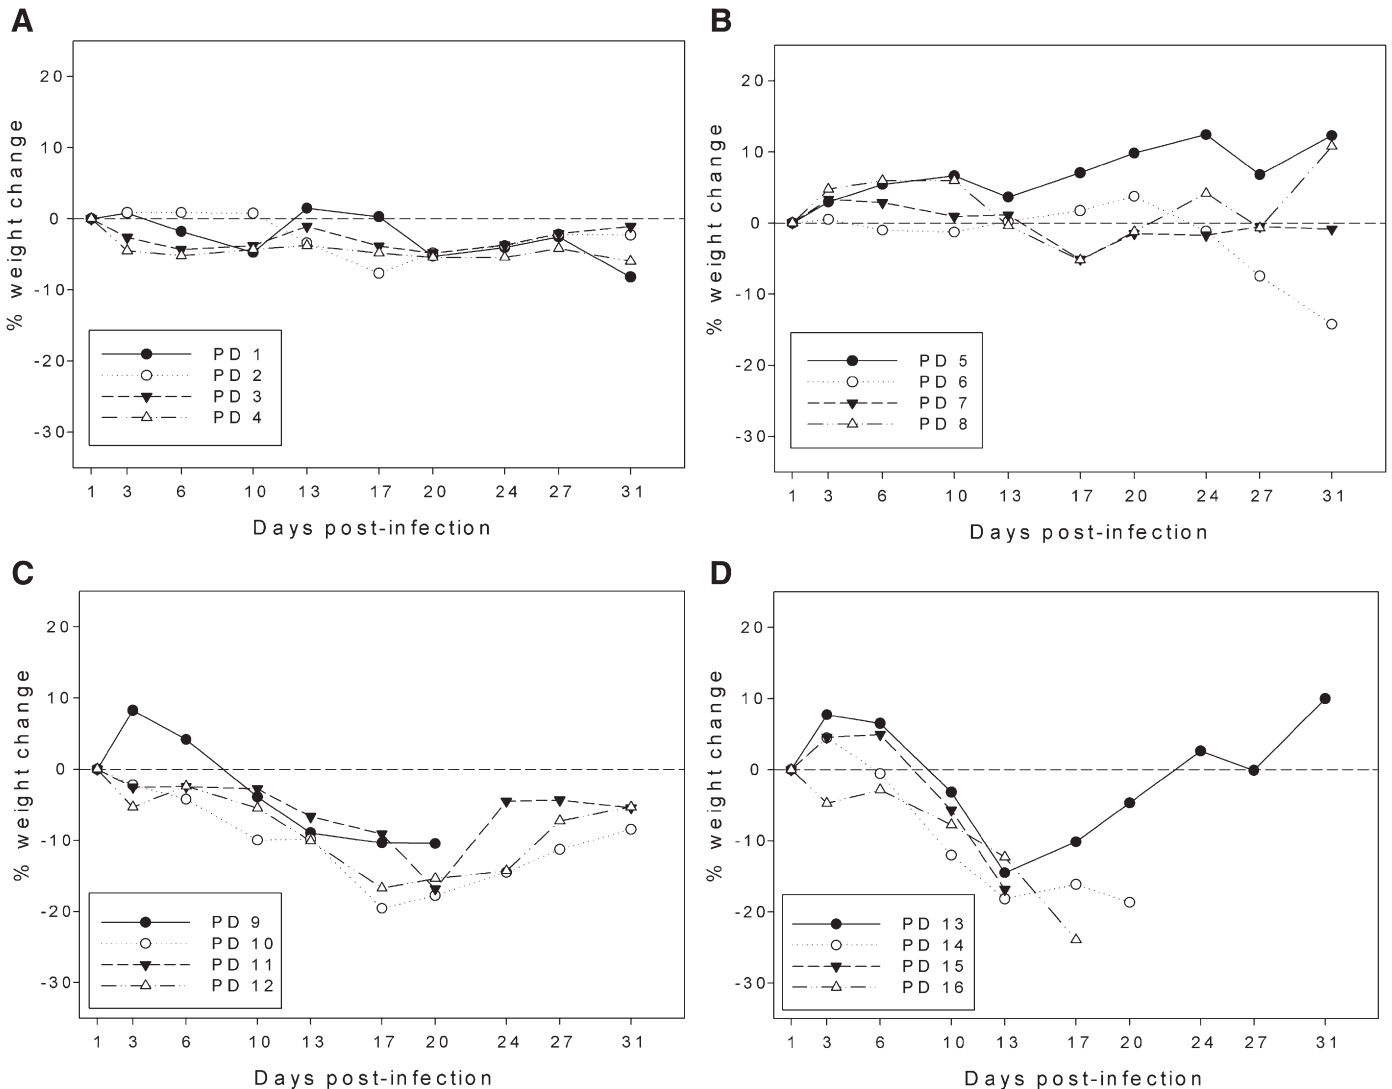 A
% weight change
20
10
0
-10
-20
-30
PD 1
PD 2
PD 3
PD 4
1 3 6 10 13 17 20 24 27 31
Days post-infection
B
% weight change
20
10
0
-10
-20
-30
PD 5
PD 6
PD 7
PD 8
1 3 6 10 13 17 20 24 27 31
Days post-infection
C
% weight change
20
10
0
-10
-20
-30
PD 9
PD 10
PD 11
PD 12
1 3 6 10 13 17 20 24 27 31
Days post-infection
D
% weight change
20
10
0
-10
-20
-30
PD 13
PD 14
PD 15
PD 16
1 3 6 10 13 17 20 24 27 31
Days post-infection